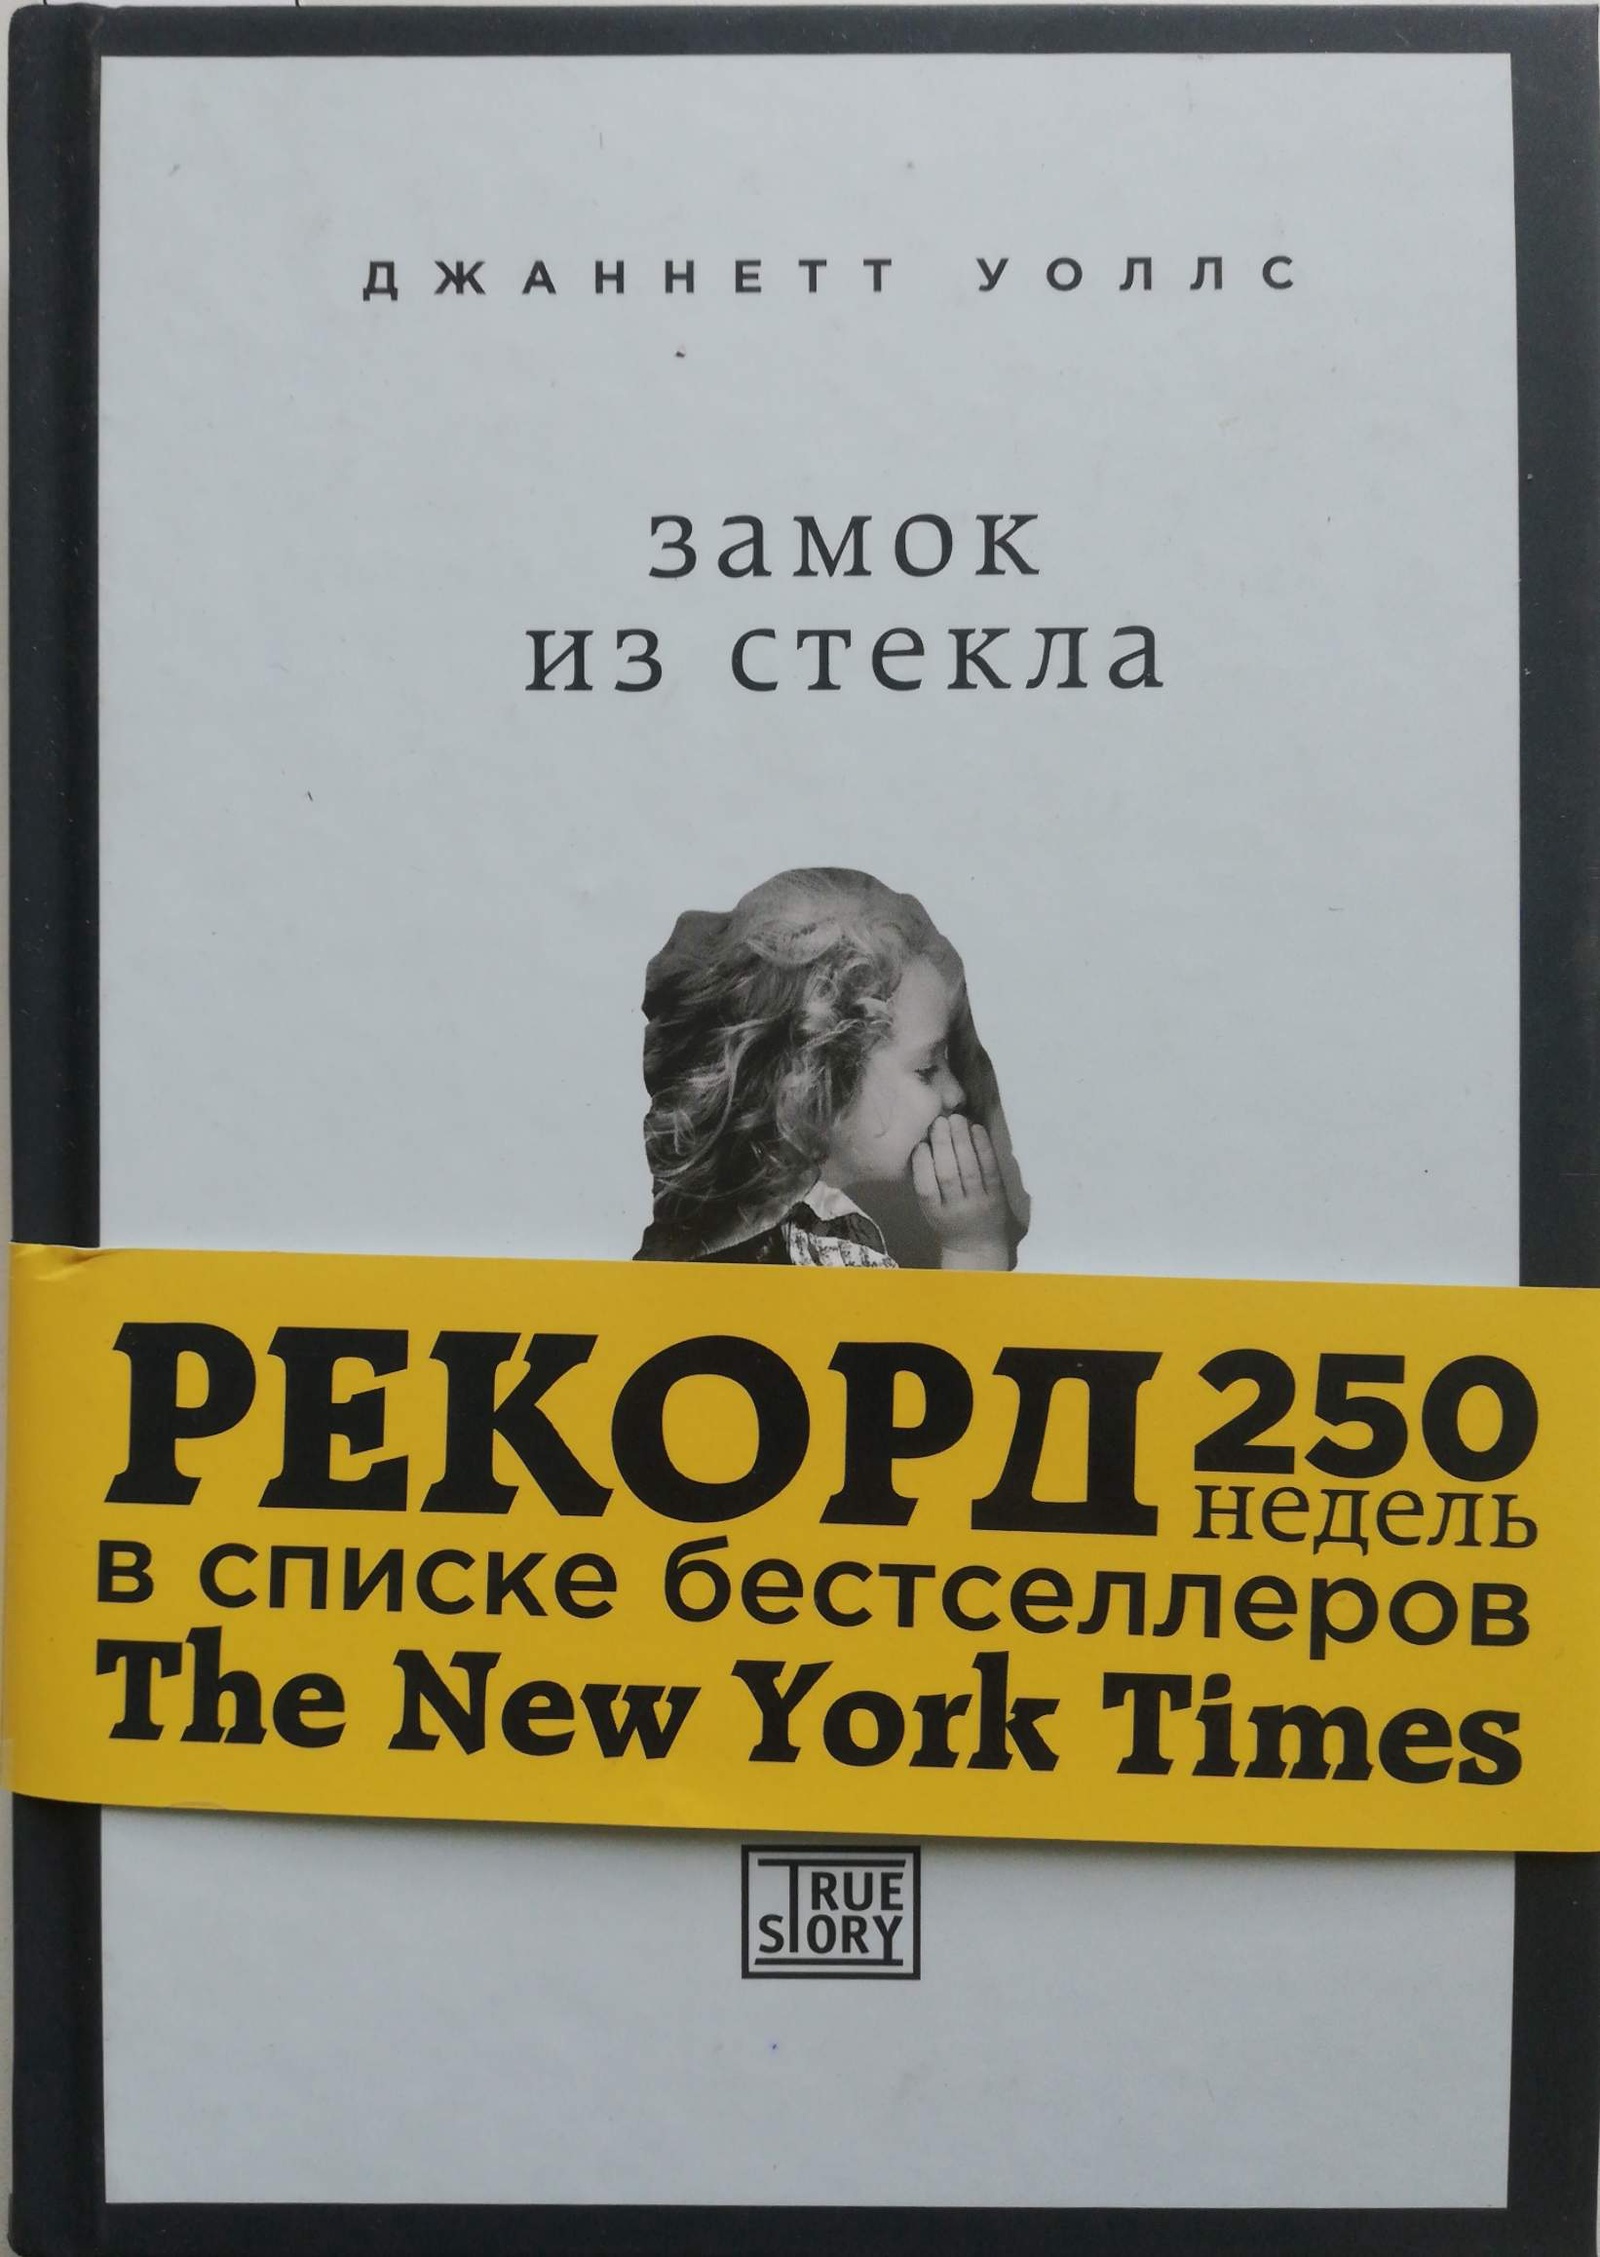 ДЖАННЕТТ УОЛЛС
замок
из стекла
РЕКОРД 250
недель
в списке бестселлеров
The New York Times
TRUE
STORY